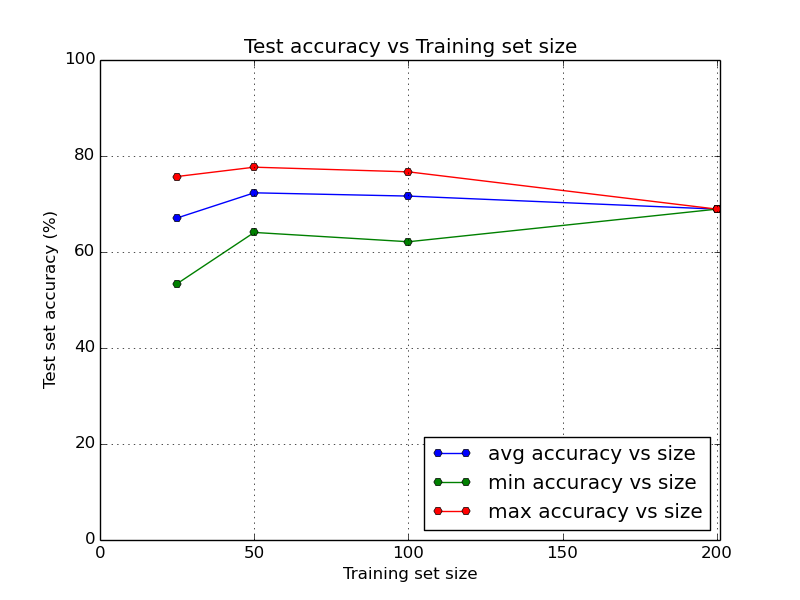 Test accuracy vs Training set size
100
80
60
40
20
0
Test set accuracy (%)
avg accuracy vs size
min accuracy vs size
max accuracy vs size
0 50 100 150 200
Training set size